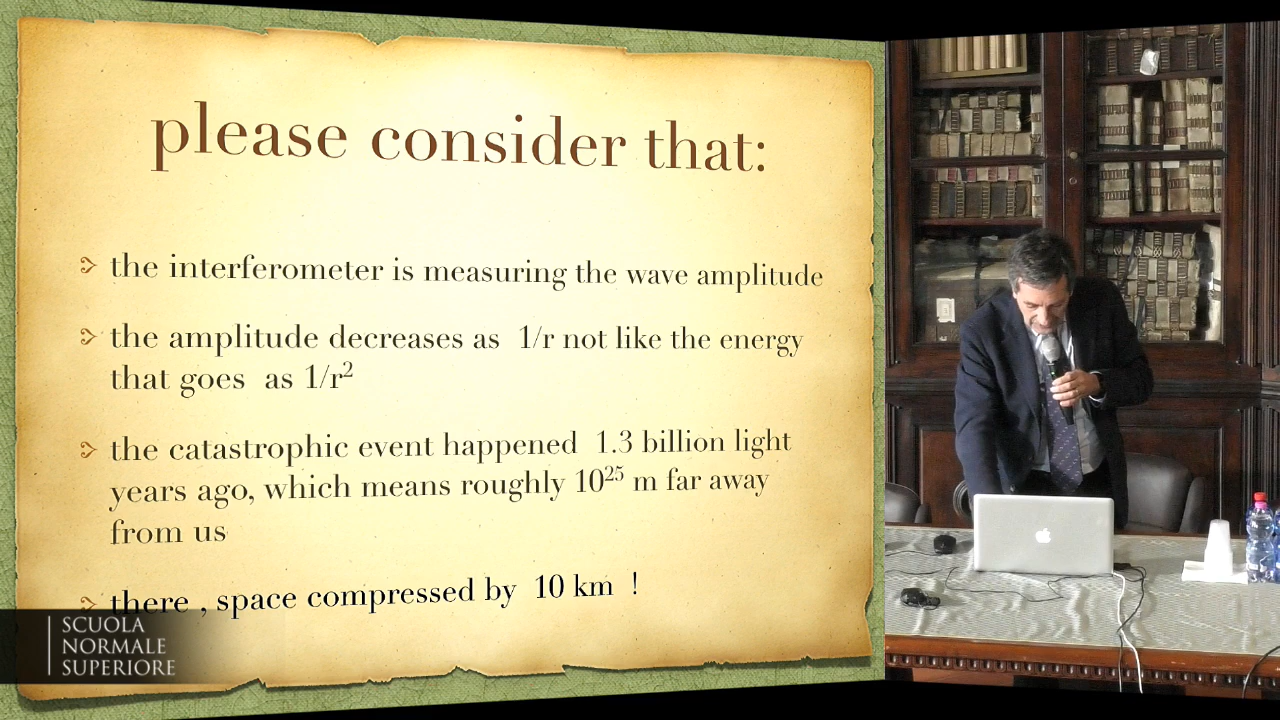 please consider that:
the interferometer is measuring the wave amplitude
the amplitude decreases as 1/r not like the energy
that goes as 1/r²
the catastrophic event happened 1.3 billion light
years ago, which means roughly 10²⁵ m far away
from us
there , space compressed by 10 km !
SCUOLA
NORMALE
SUPERIORE